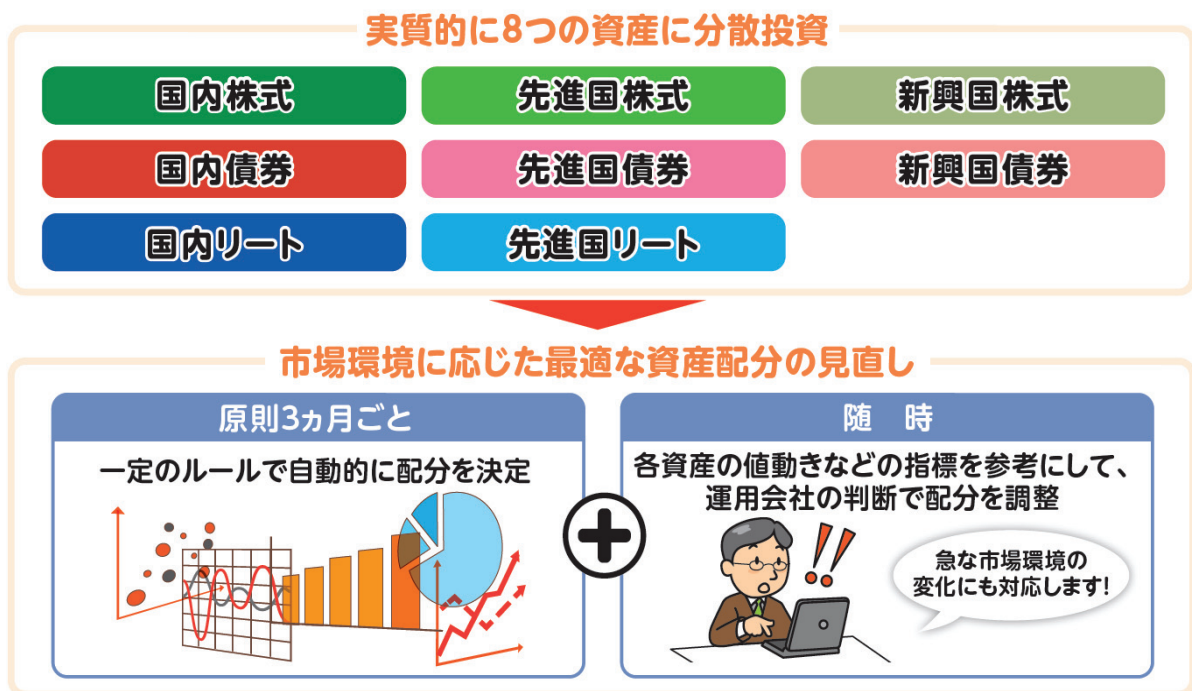 実質的に8つの資産に分散投資
国内株式
先進国株式
新興国株式
国内債券
先進国債券
新興国債券
国内リート
先進国リート
市場環境に応じた最適な資産配分の見直し
原則3ヵ月ごと
一定のルールで自動的に配分を決定
随 時
各資産の値動きなどの指標を参考にして、
運用会社の判断で配分を調整
急な市場環境の
変化にも対応します!